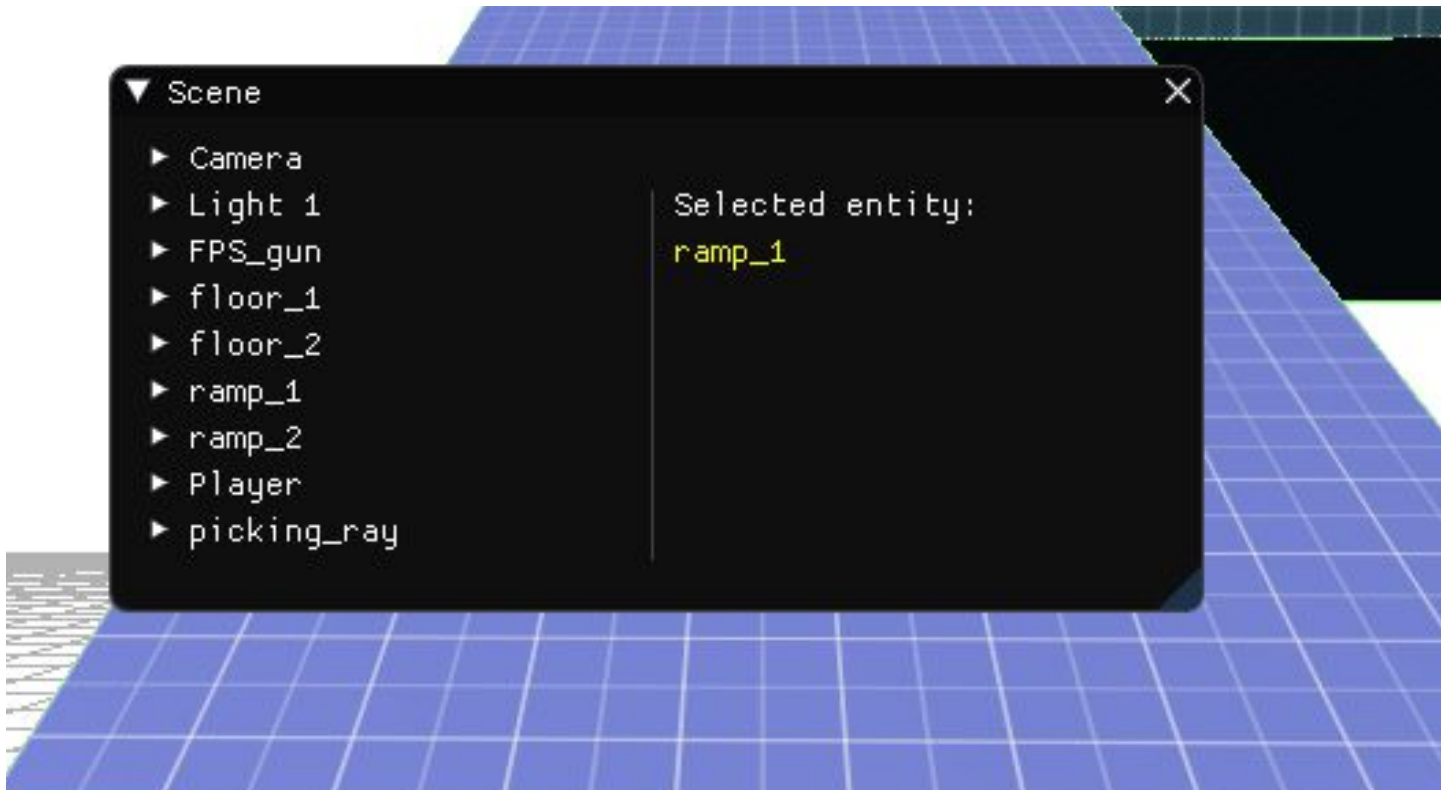 Scene
Camera
Light 1
FPS_gun
floor_1
floor_2
ramp_1
ramp_2
Player
picking_ray
Selected entity:
ramp_1